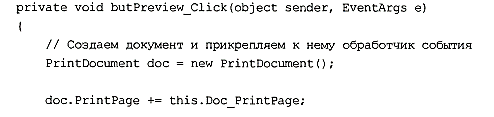 private void butPreview_Click(object sender, EventArgs e)
{
// Создаем документ и прикрепляем к нему обработчик события
PrintDocument doc = new PrintDocument();
doc.PrintPage += this.Doc_PrintPage;